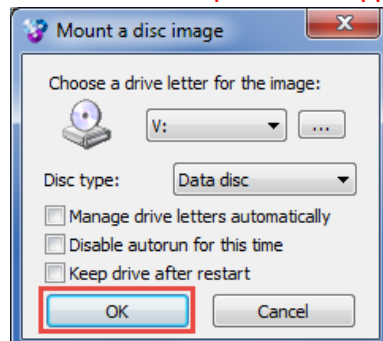 Mount a disc image
Choose a drive letter for the image:
V:
...
Disc type: Data disc
Manage drive letters automatically
Disable autorun for this time
Keep drive after restart
OK Cancel